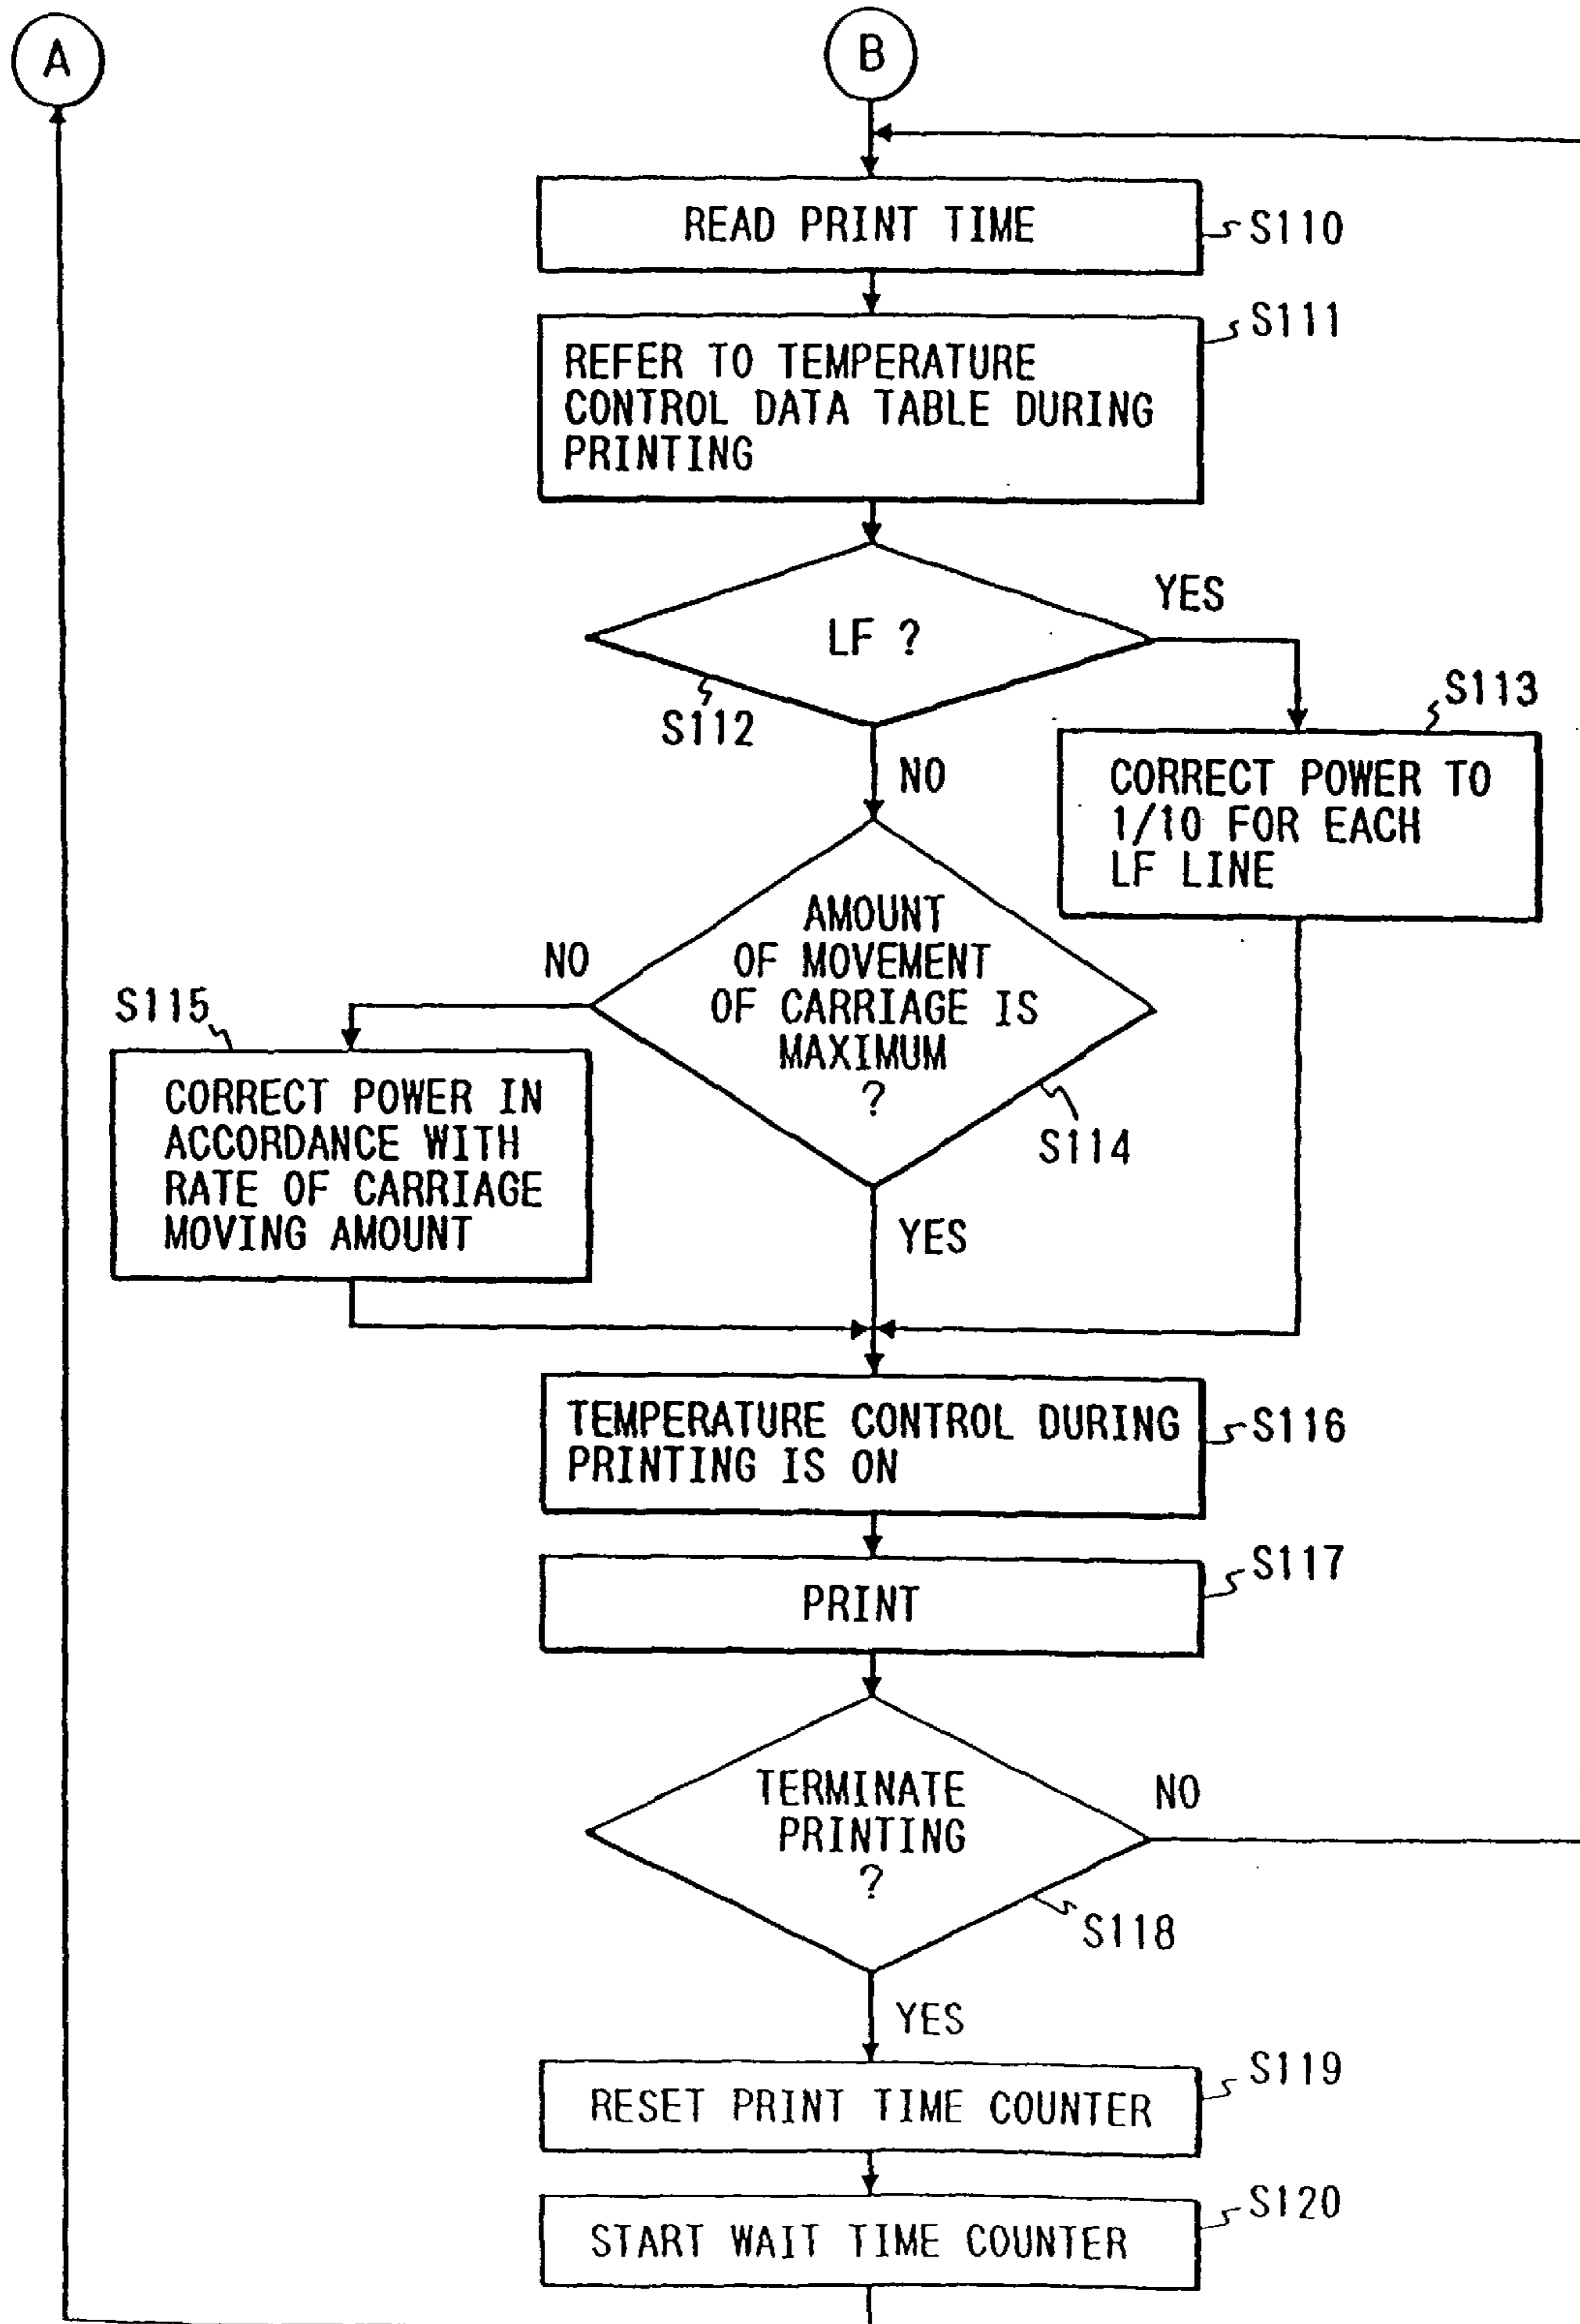 A
B
READ PRINT TIME
S110
S111
REFER TO TEMPERATURE
CONTROL DATA TABLE DURING
PRINTING
YES
LF ?
S112
S113
NO
CORRECT POWER TO
1/10 FOR EACH
LF LINE
AMOUNT
OF MOVEMENT
OF CARRIAGE IS
MAXIMUM
?
NO
S115
S114
CORRECT POWER IN
ACCORDANCE WITH
RATE OF CARRIAGE
MOVING AMOUNT
YES
TEMPERATURE CONTROL DURING
PRINTING IS ON
S116
S117
PRINT
TERMINATE
PRINTING
?
NO
S118
YES
S119
RESET PRINT TIME COUNTER
S120
START WAIT TIME COUNTER